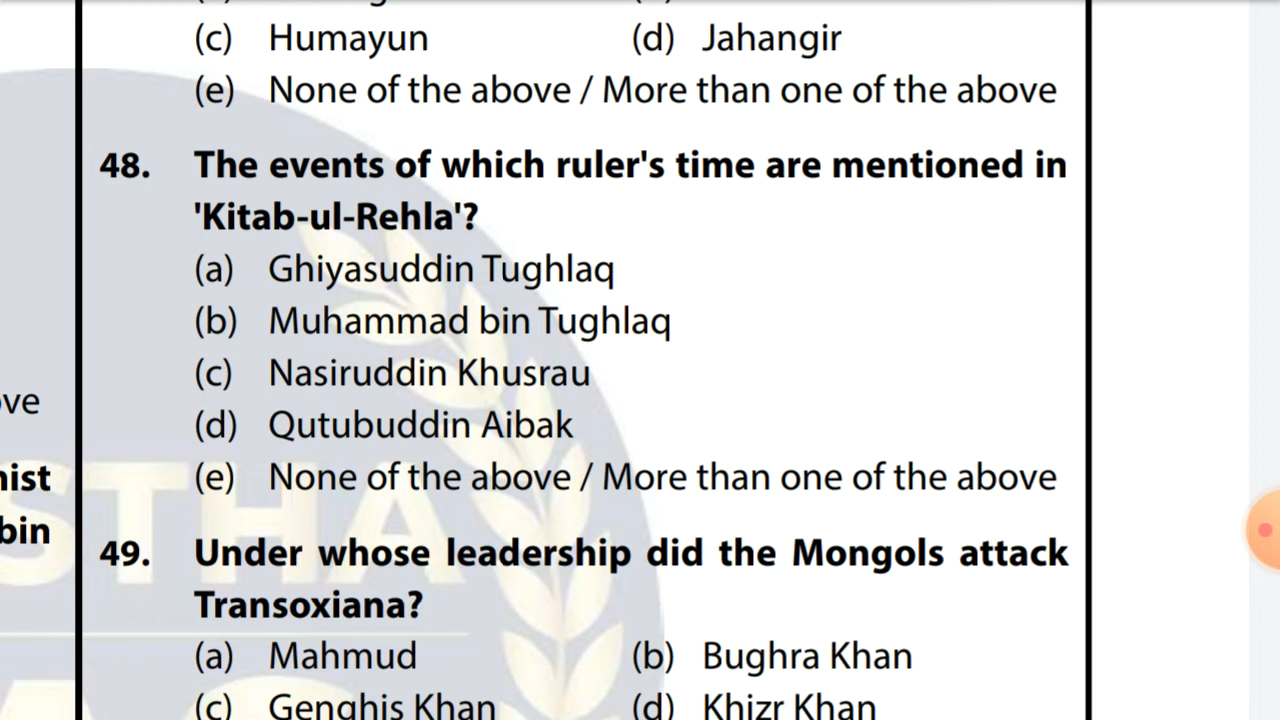 (c) Humayun (d) Jahangir
(e) None of the above / More than one of the above
48. The events of which ruler's time are mentioned in
'Kitab-ul-Rehla'?
(a) Ghiyasuddin Tughlaq
(b) Muhammad bin Tughlaq
(c) Nasiruddin Khusrau
ve
(d) Qutubuddin Aibak
(e) None of the above / More than one of the above
nist
bin
49. Under whose leadership did the Mongols attack
Transoxiana?
(a) Mahmud (b) Bughra Khan
(c) Genghis Khan (d) Khizr Khan
STHA